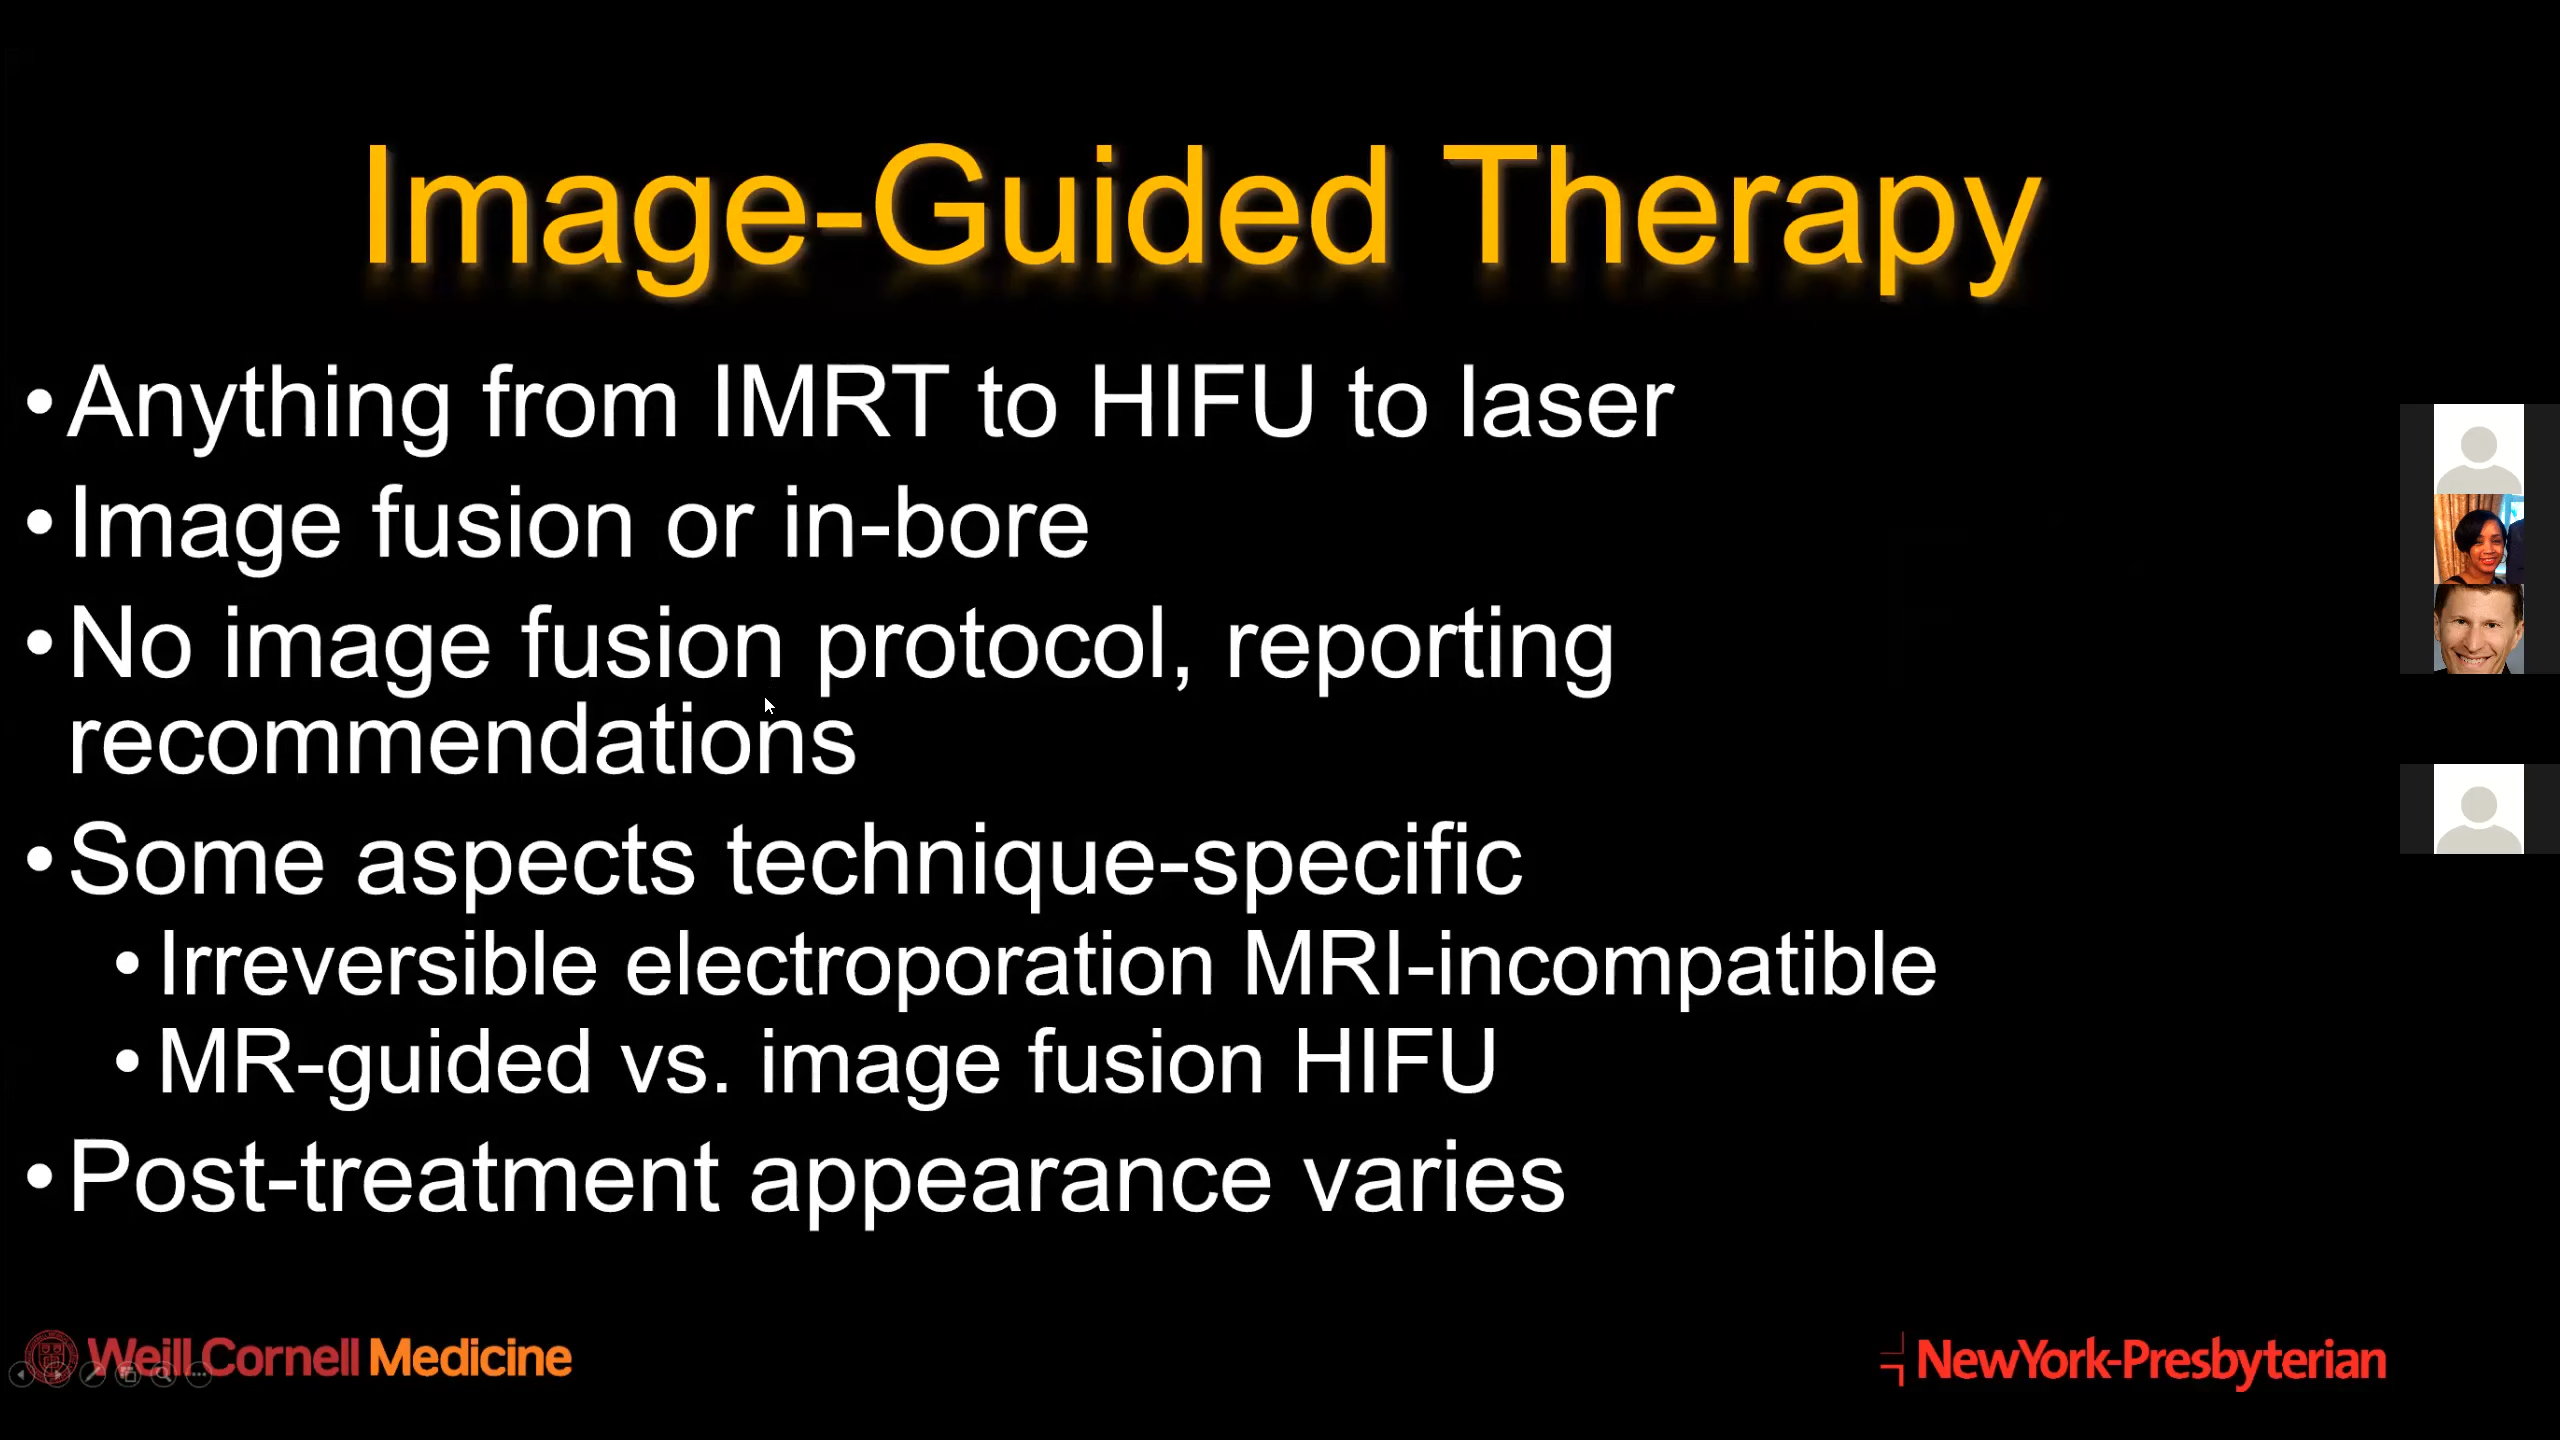 Image-Guided Therapy
• Anything from IMRT to HIFU to laser
• Image fusion or in-bore
• No image fusion protocol, reporting
recommendations
• Some aspects technique-specific
• Irreversible electroporation MRI-incompatible
• MR-guided vs. image fusion HIFU
• Post-treatment appearance varies
Weill Cornell Medicine
NewYork-Presbyterian